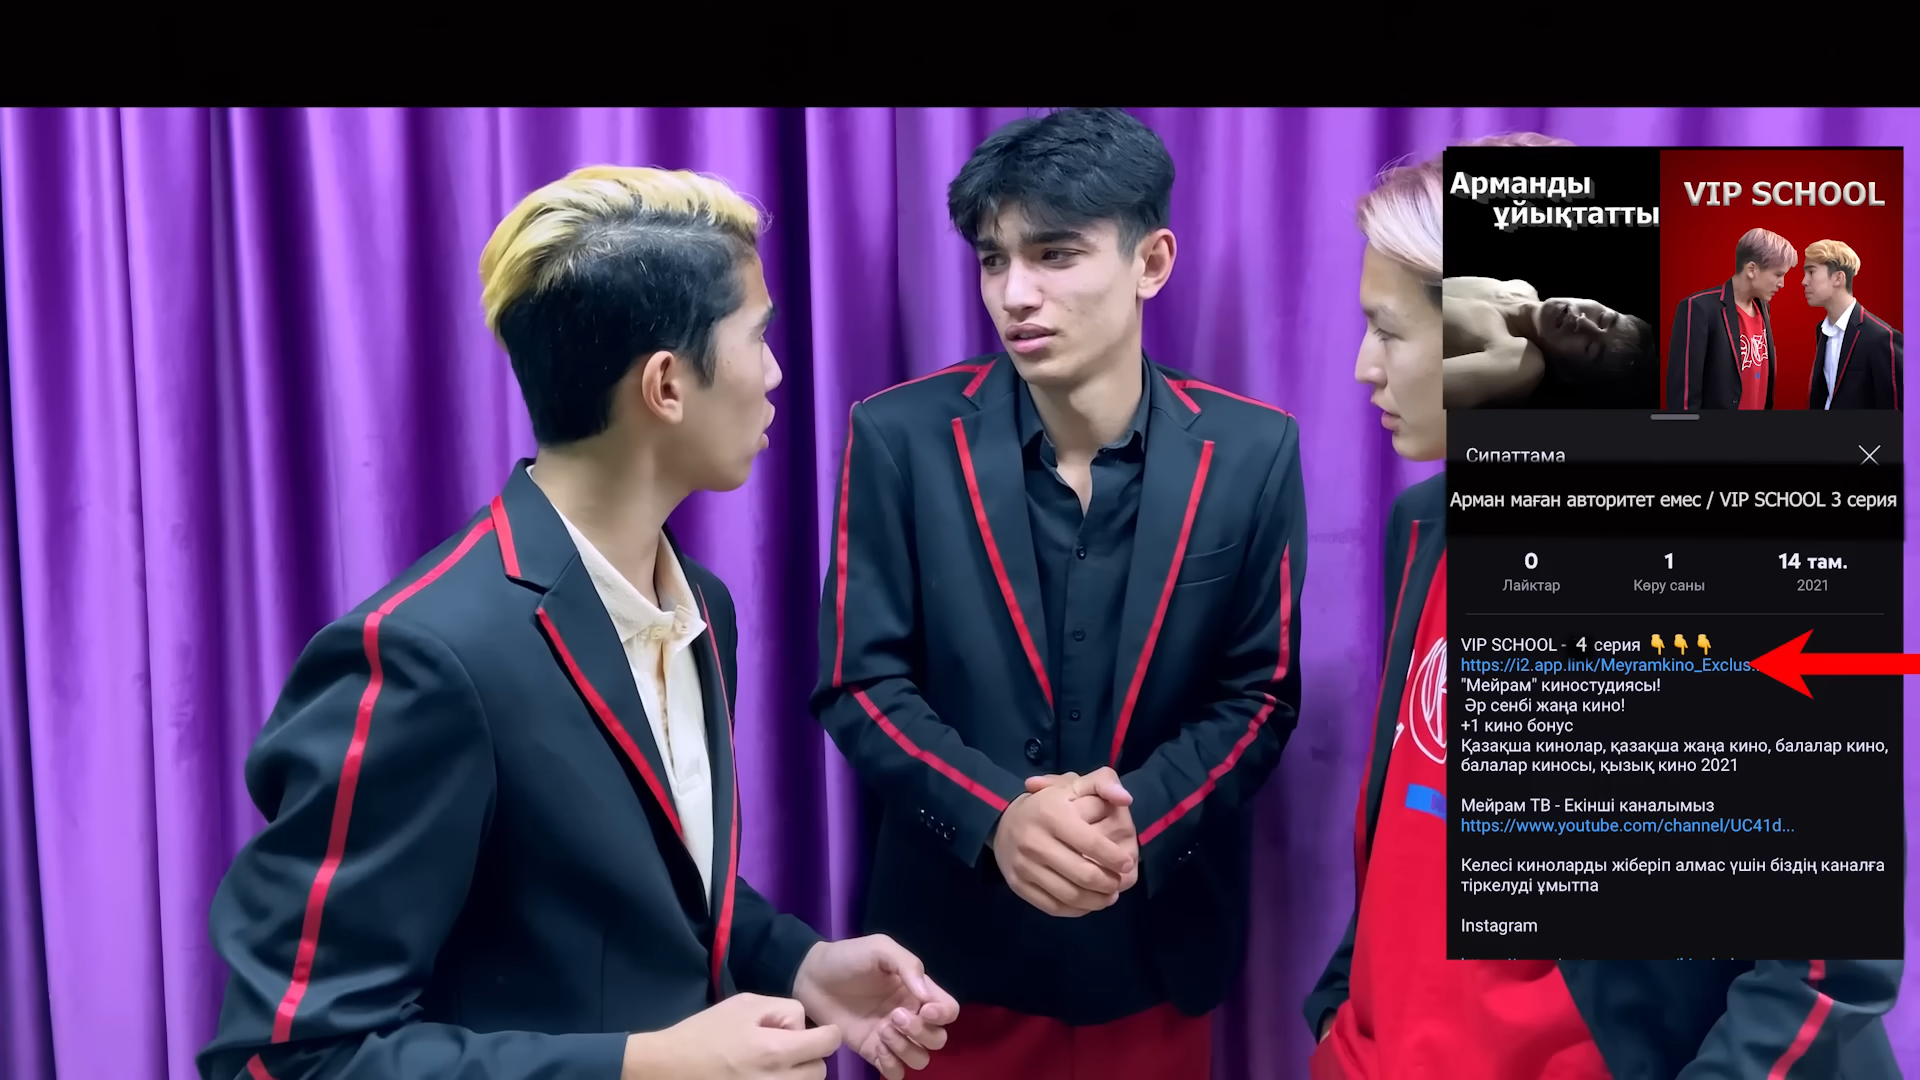 Арманды
ұйықтатты
VIP SCHOOL
Сипаттама
Арман маған авторитет емес / VIP SCHOOL 3 серия
0 1 14 там.
Лайктар Көру саны 2021
VIP SCHOOL - 4 серия 👇👇👇
https://i2.app.link/Meyramkino_Exclus...
"Мейрам" киностудиясы!
Әр сенбі жаңа кино!
+1 кино бонус
Қазақша кинолар, қазақша жаңа кино, балалар кино,
балалар киносы, қызық кино 2021
Мейрам ТВ - Екінші каналымыз
https://www.youtube.com/channel/UC41d...
Келесі киноларды жіберіп алмас үшін біздің каналға
тіркелуді ұмытпа
Instagram